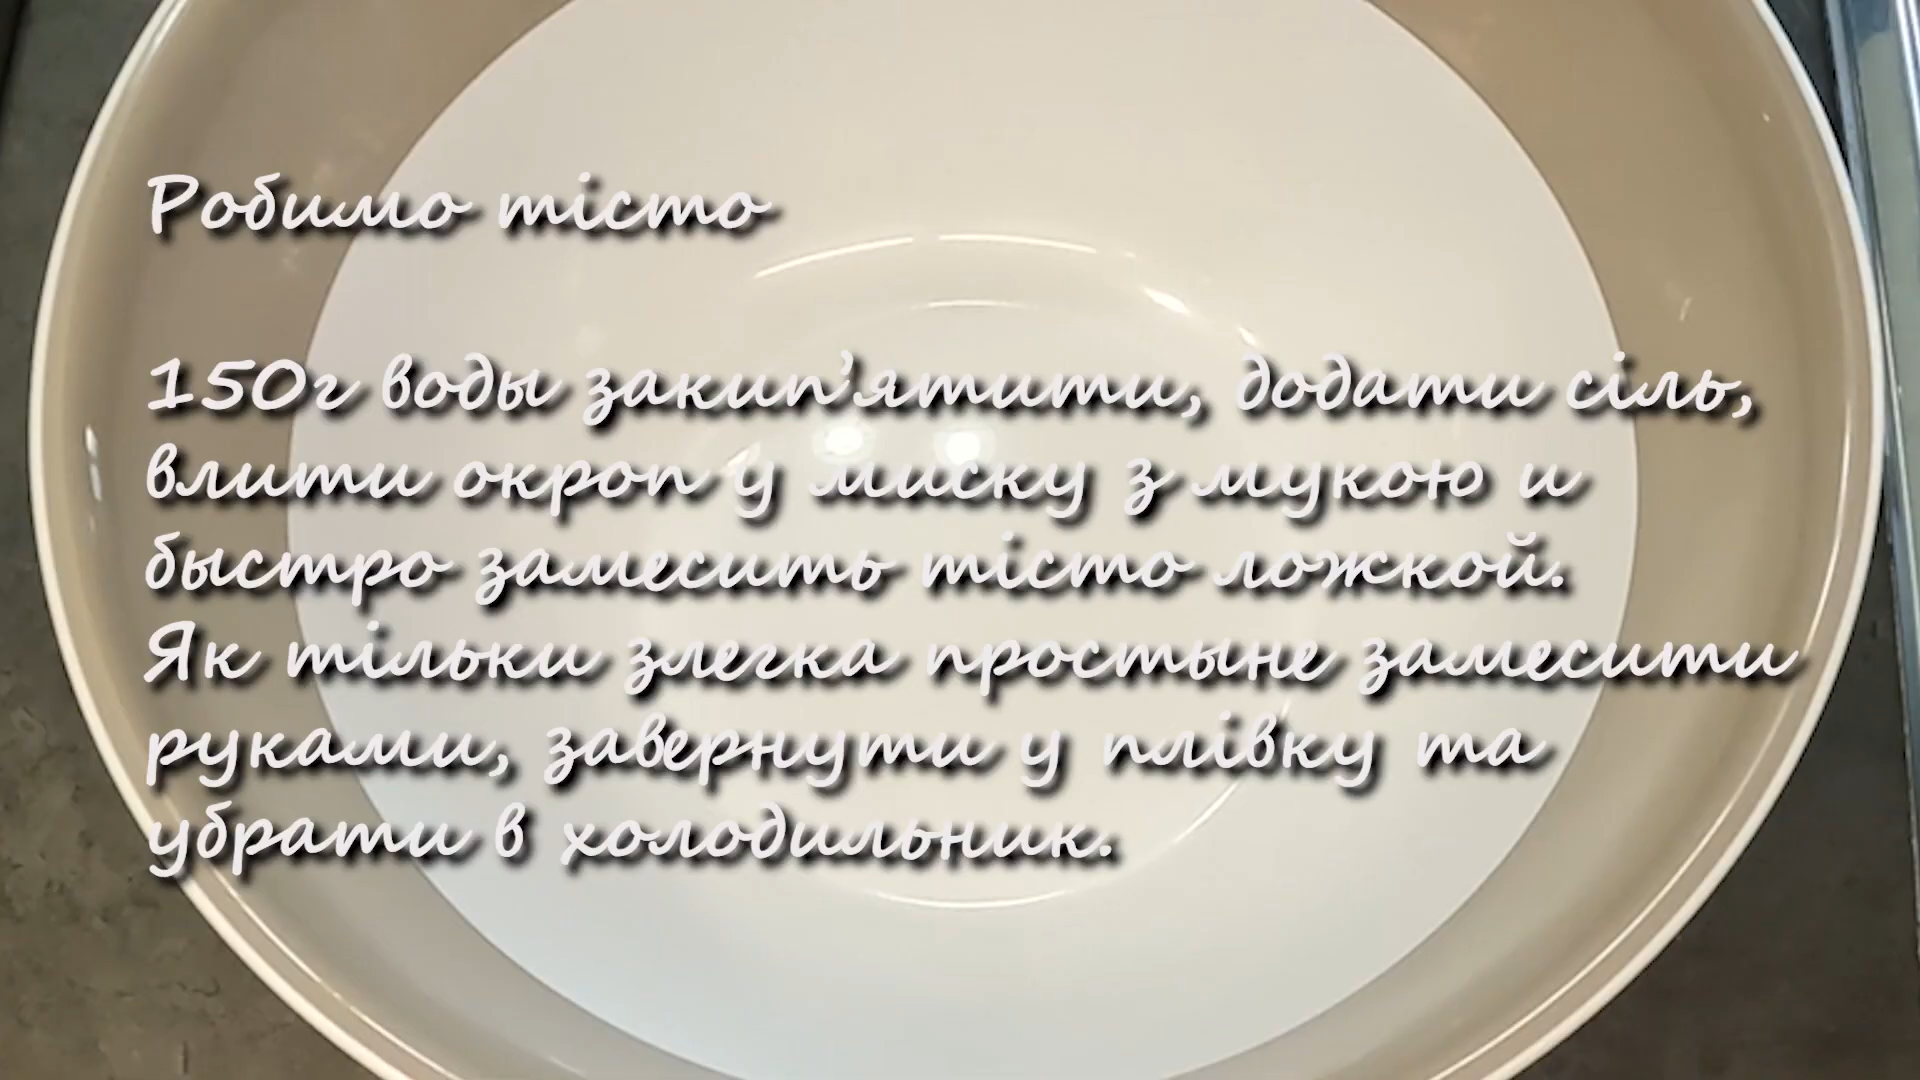 Робимо тісто
150г воды закип'ятити, додати сіль,
влити окроп у миску з мукою и
быстро замесить тісто ложкой.
Як тільки злегка простыне замесити
руками, завернути у плівку та
убрати в холодильник.